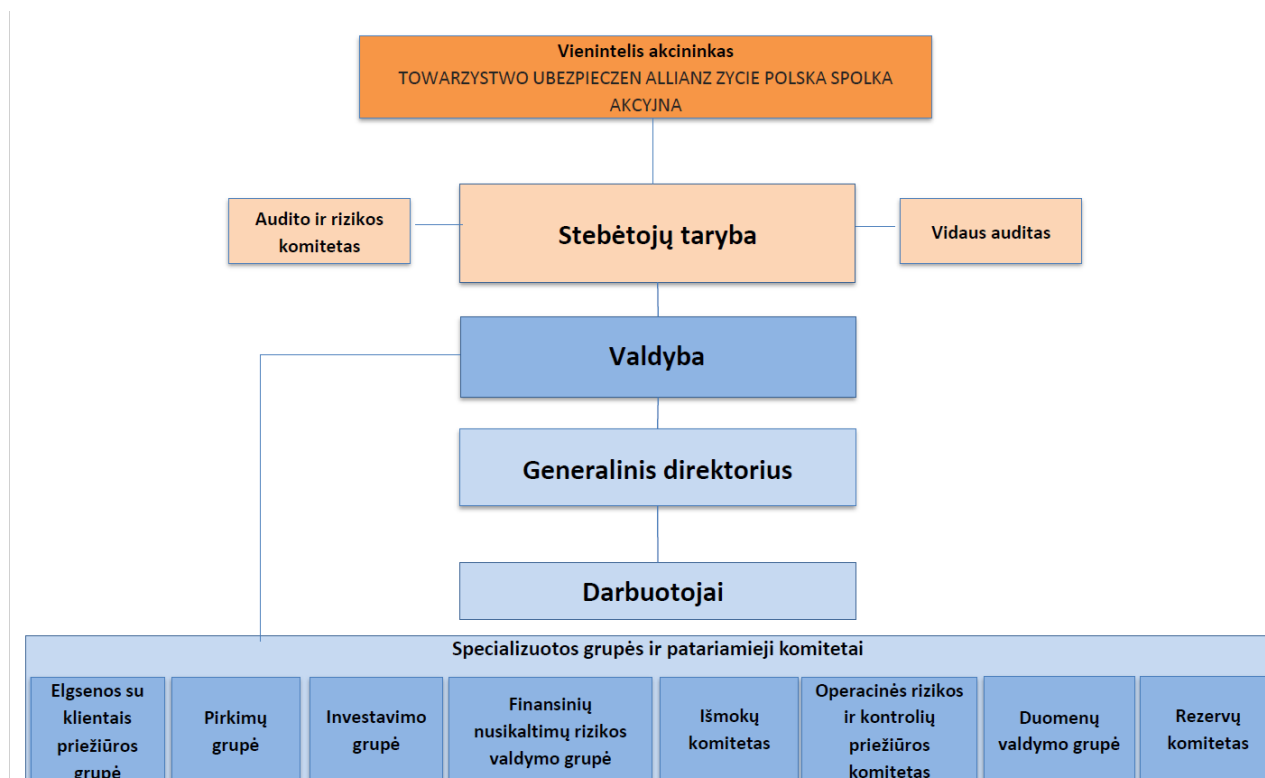 Vienintelis akcininkas
TOWARZYSTWO UBEZPIECZEN ALLIANZ ZYCIE POLSKA SPOLKA
AKCYJNA
Audito ir rizikos
komitetas
Stebėtojų taryba
Vidaus auditas
Valdyba
Generalinis direktorius
Darbuotojai
Specializuotos grupės ir patariamieji komitetai
Elgsenos su
klientais
priežiūros
grupė
Pirkimų
grupė
Investavimo
grupė
Finansinių
nusikaltimų rizikos
valdymo grupė
Išmokų
komitetas
Operacinės rizikos
ir kontrolių
priežiūros
komitetas
Duomenų
valdymo grupė
Rezervų
komitetas